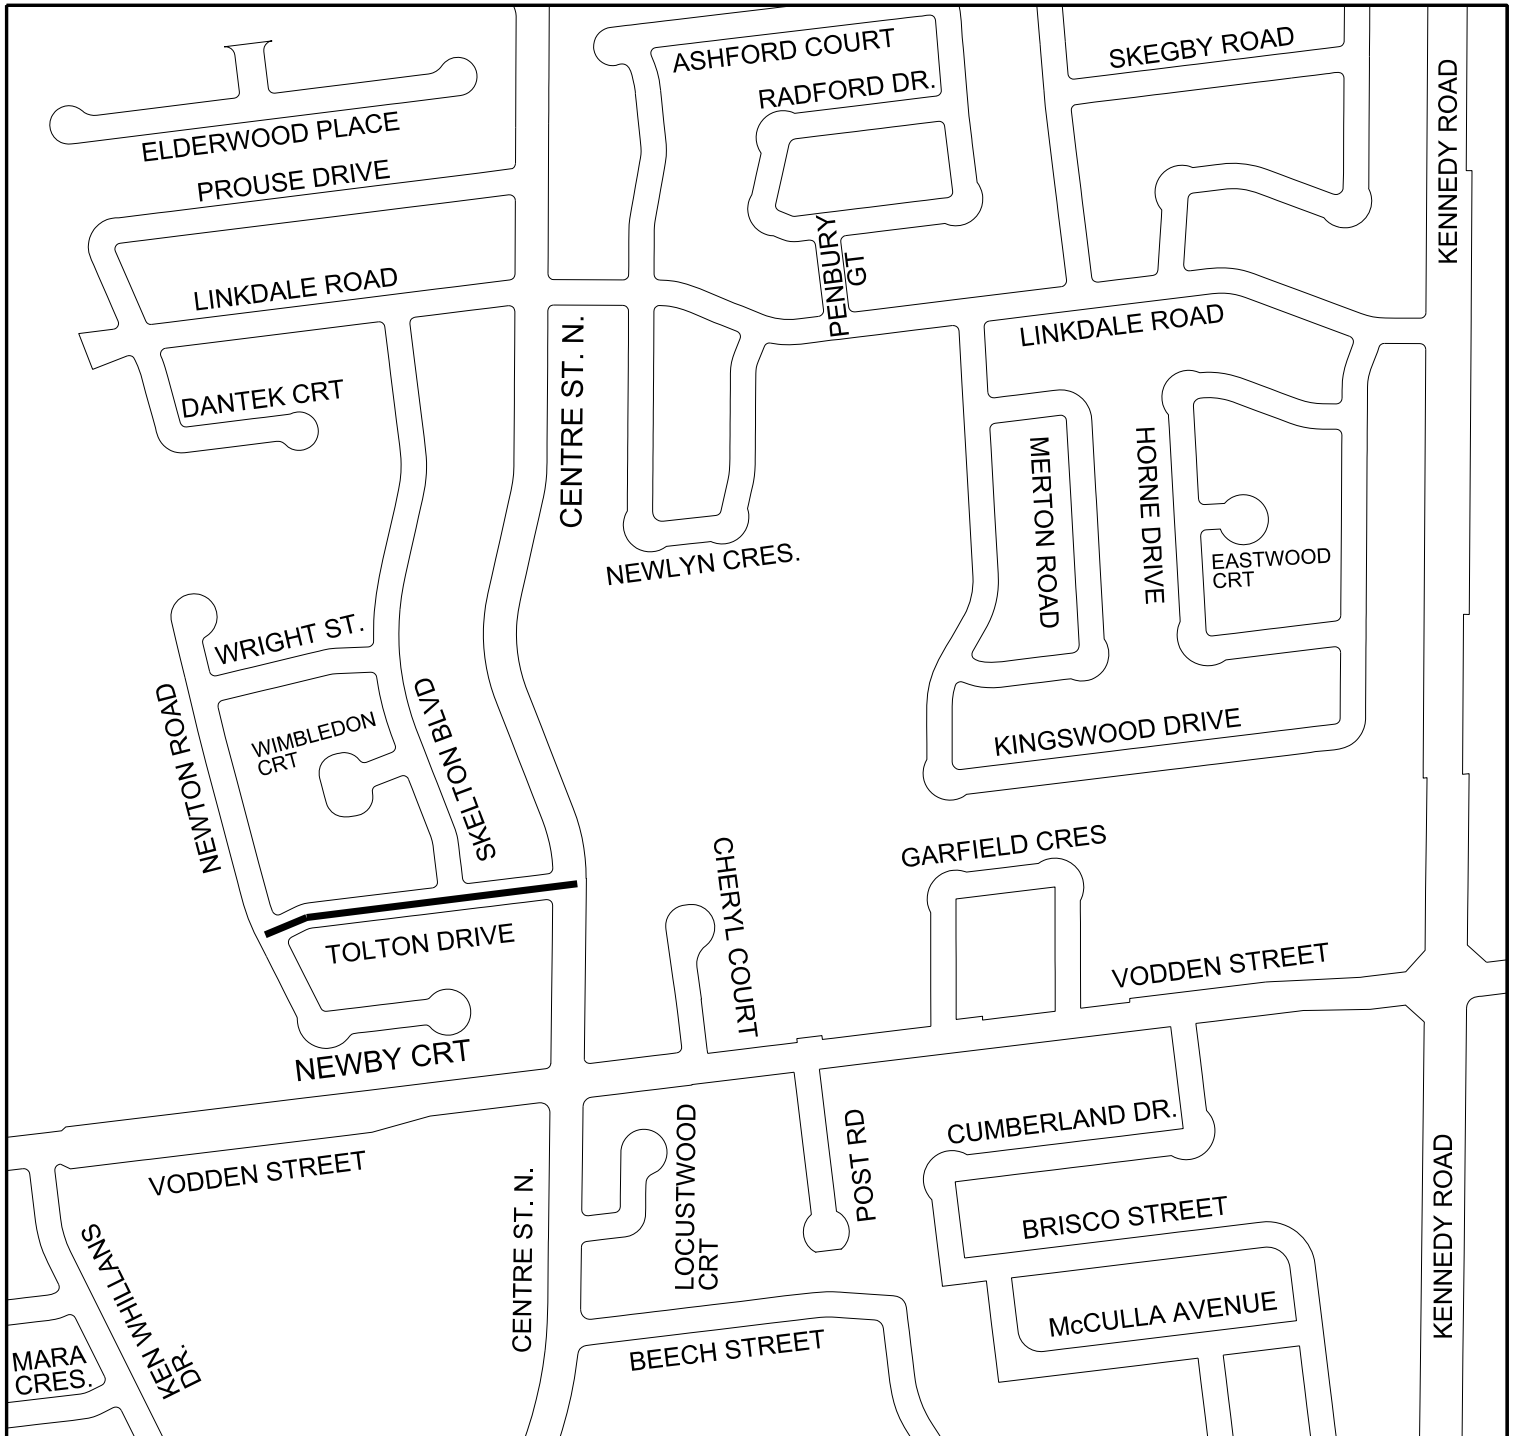 ASHFORD COURT
SKEGBY ROAD
RADFORD DR.
KENNEDY ROAD
ELDERWOOD PLACE
PROUSE DRIVE
LINKDALE ROAD
PENBURY
GT
LINKDALE ROAD
DANTEK CRT
CENTRE ST. N.
MERTON ROAD
HORNE DRIVE
NEWLYN CRES.
EASTWOOD
CRT
WRIGHT ST.
NEWTON ROAD
WIMBLEDON
CRT
SKELTON BLVD
KINGSWOOD DRIVE
GARFIELD CRES
CHERYL COURT
TOLTON DRIVE
VODDEN STREET
NEWBY CRT
VODDEN STREET
LOCUSTWOOD
CRT
POST RD
CUMBERLAND DR.
CENTRE ST. N.
BRISCO STREET
KENNEDY ROAD
KEN WHILLANS
DR.
McCULLA AVENUE
BEECH STREET
MARA
CRES.